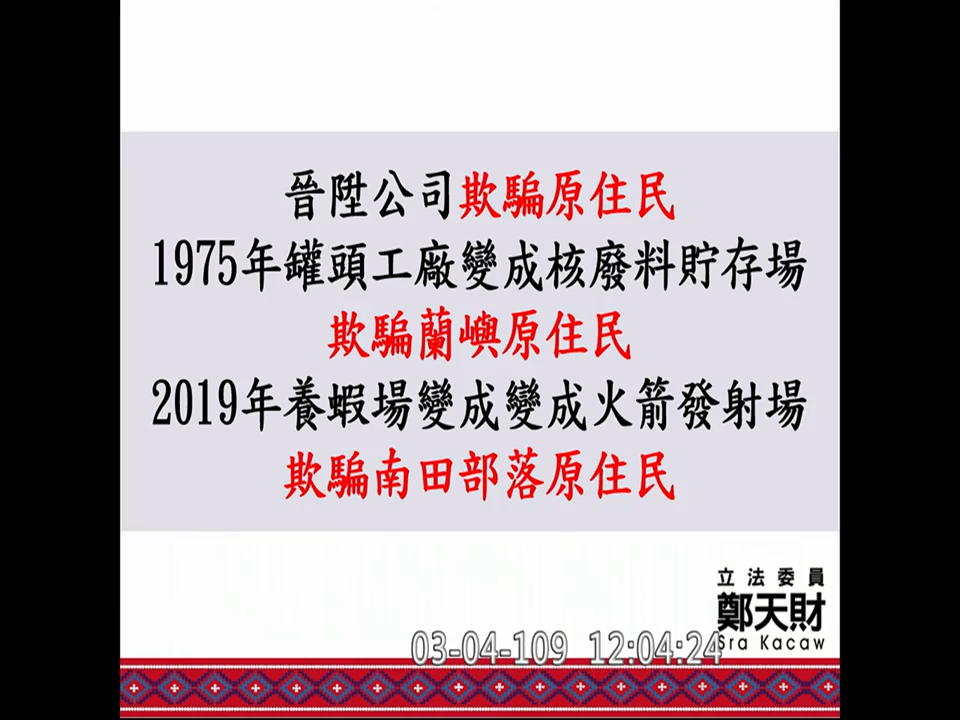 晉陞公司欺騙原住民
1975年罐頭工廠變成核廢料貯存場
欺騙蘭嶼原住民
2019年養蝦場變成變成火箭發射場
欺騙南田部落原住民
立法委員
鄭天財
Sra Kacaw
03-04-109 12:04:24